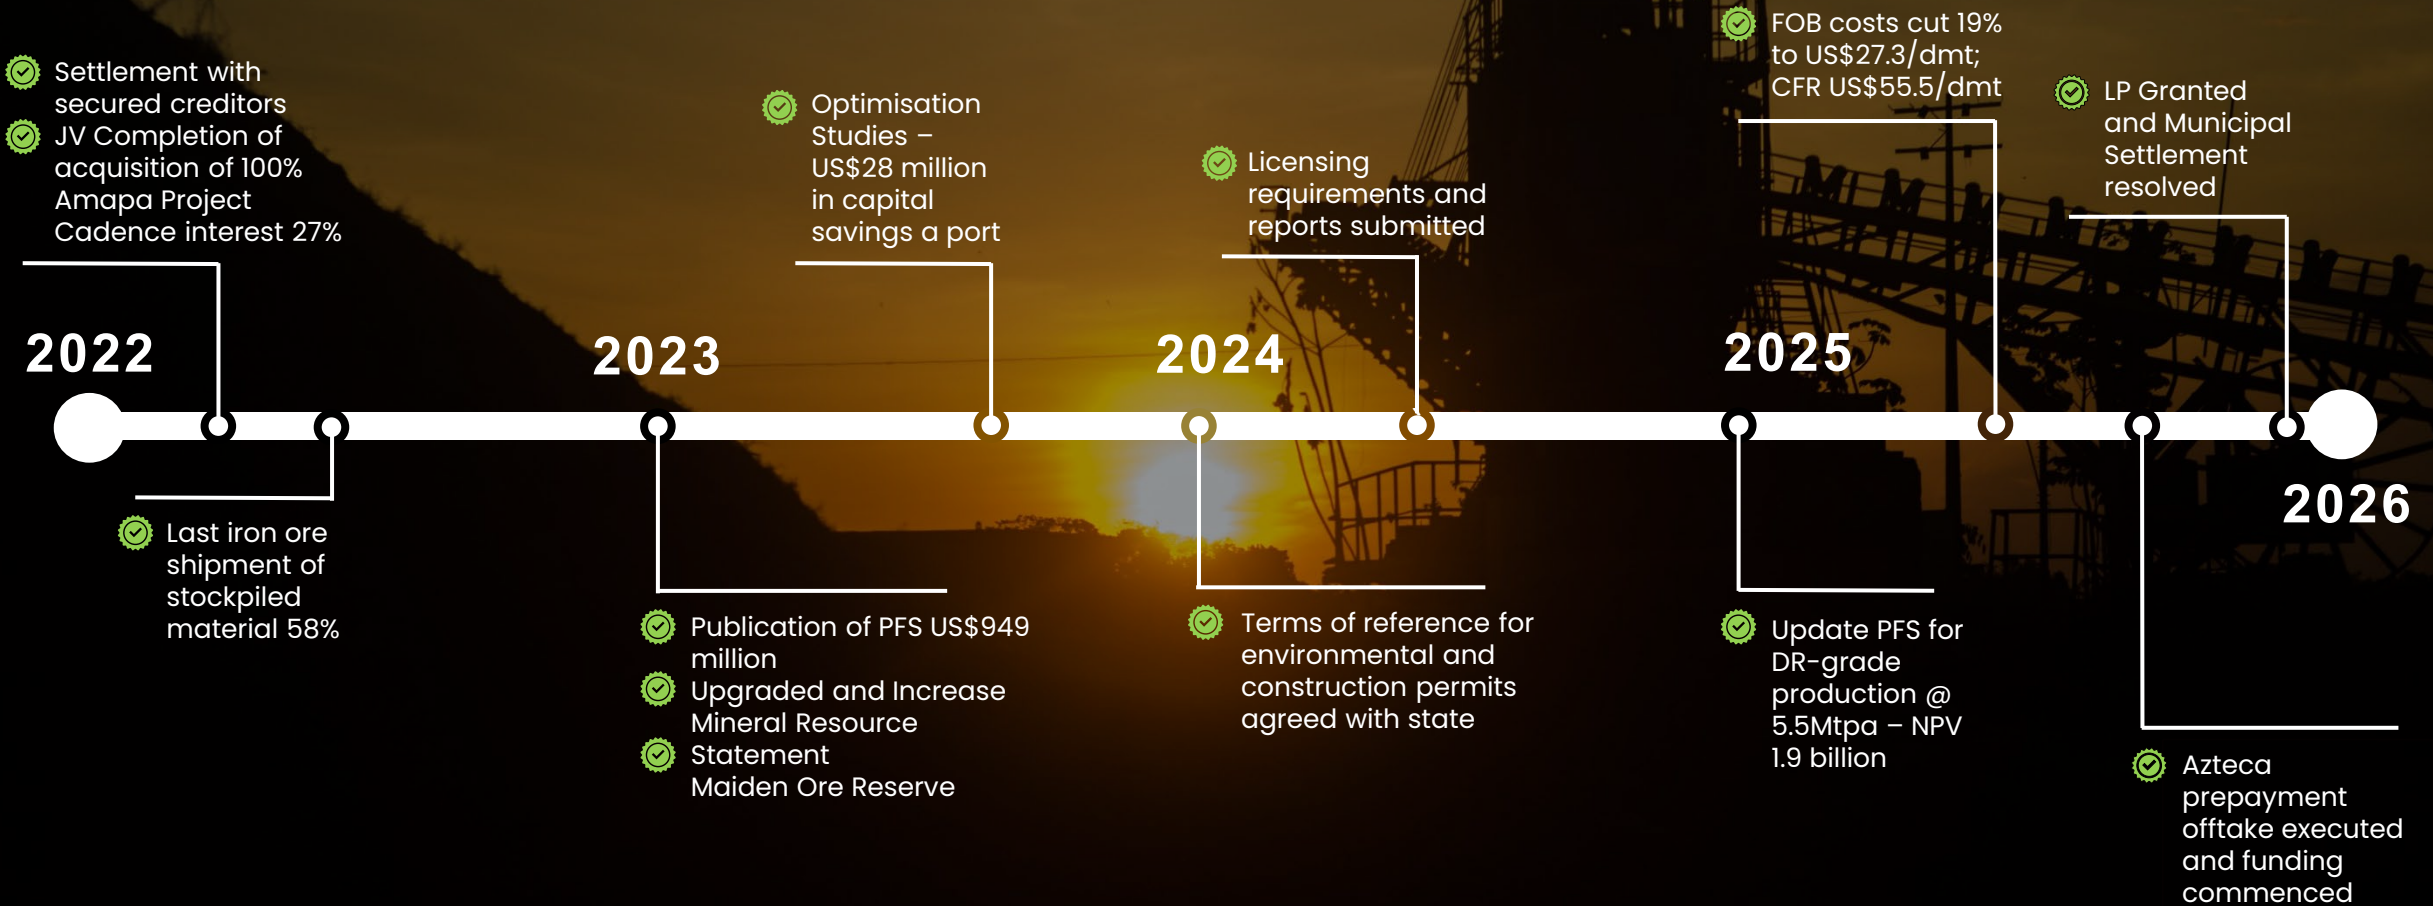 Settlement with
secured creditors
JV Completion of
acquisition of 100%
Amapa Project
Cadence interest 27%
2022
Last iron ore
shipment of
stockpiled
material 58%
2023
Publication of PFS US$949
million
Upgraded and Increase
Mineral Resource
Statement
Maiden Ore Reserve
Optimisation
Studies –
US$28 million
in capital
savings a port
2024
Terms of reference for
environmental and
construction permits
agreed with state
Licensing
requirements and
reports submitted
2025
Update PFS for
DR-grade
production @
5.5Mtpa – NPV
1.9 billion
FOB costs cut 19%
to US$27.3/dmt;
CFR US$55.5/dmt
Azteca
prepayment
offtake executed
and funding
commenced
LP Granted
and Municipal
Settlement
resolved
2026